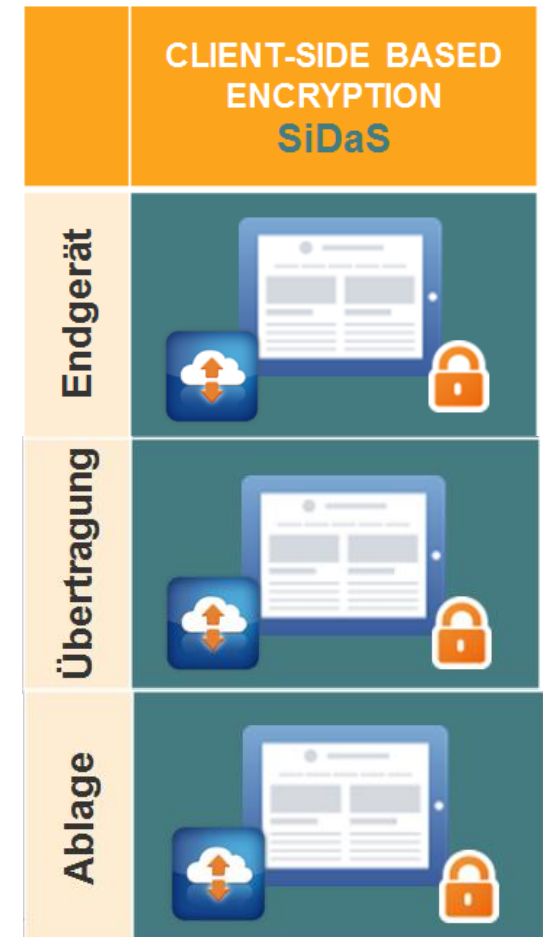 CLIENT-SIDE BASED
ENCRYPTION
SiDaS
Endgerät
Übertragung
Ablage